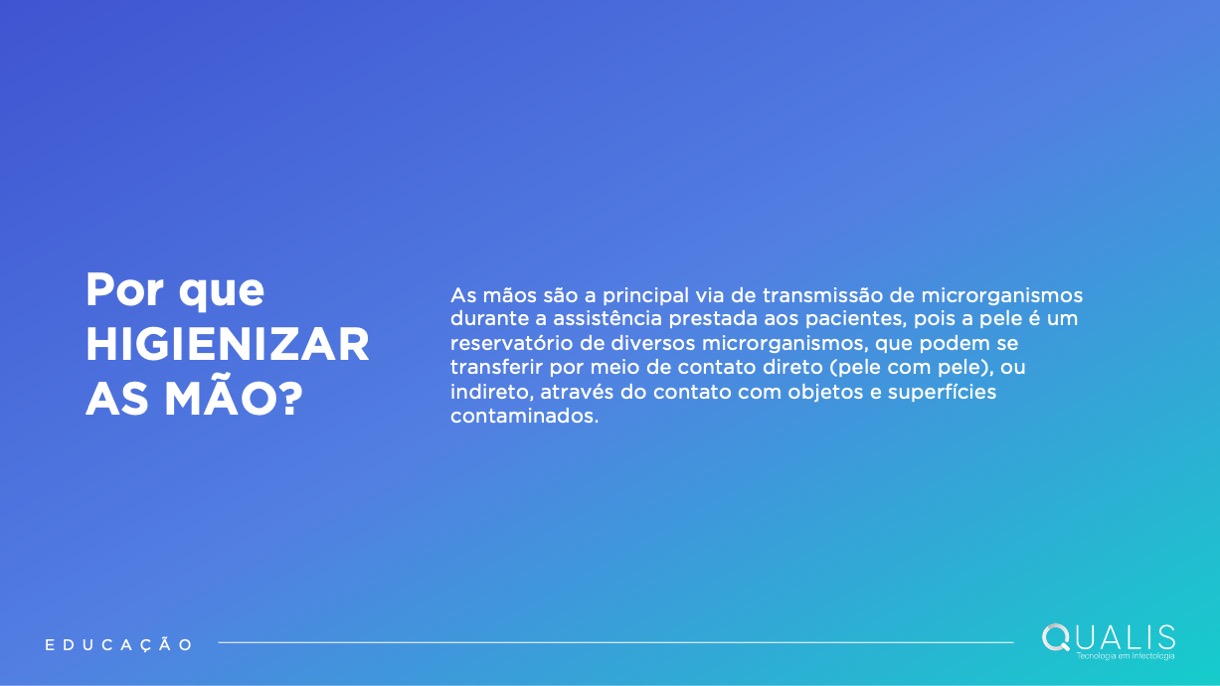 Por que
HIGIENIZAR
AS MÃO?
As mãos são a principal via de transmissão de microrganismos
durante a assistência prestada aos pacientes, pois a pele é um
reservatório de diversos microrganismos, que podem se
transferir por meio de contato direto (pele com pele), ou
indireto, através do contato com objetos e superfícies
contaminados.
EDUCAÇÃO
QUALIS
Tecnologia em Infectologia